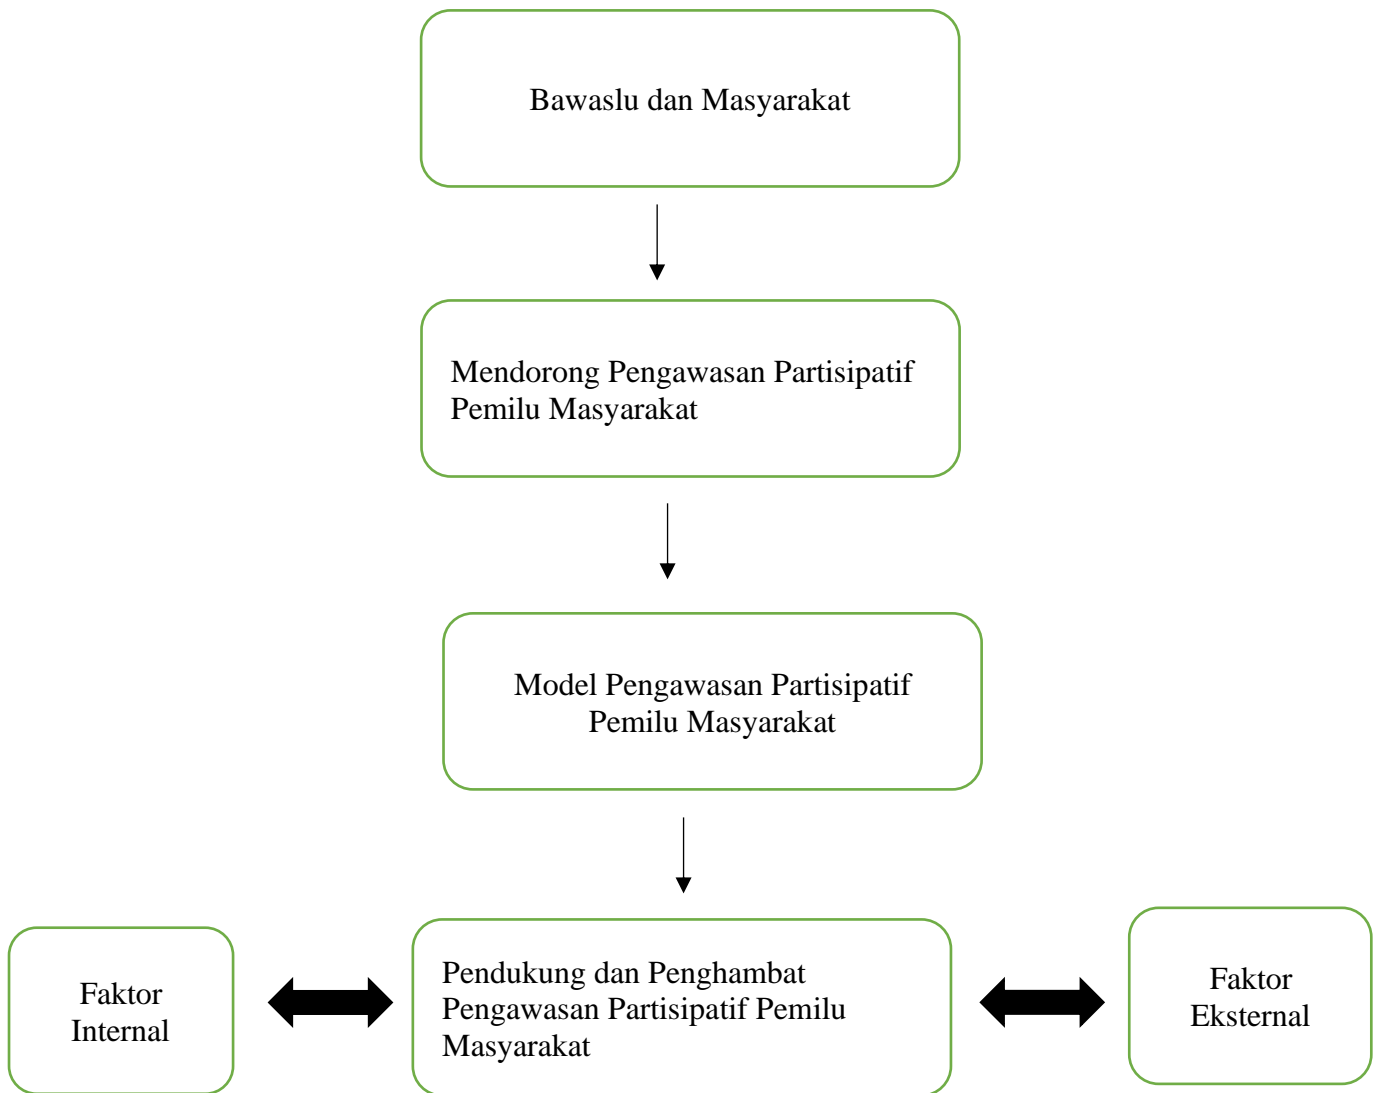 Bawaslu dan Masyarakat
Mendorong Pengawasan Partisipatif
Pemilu Masyarakat
Model Pengawasan Partisipatif
Pemilu Masyarakat
Faktor
Internal
Pendukung dan Penghambat
Pengawasan Partisipatif Pemilu
Masyarakat
Faktor
Eksternal